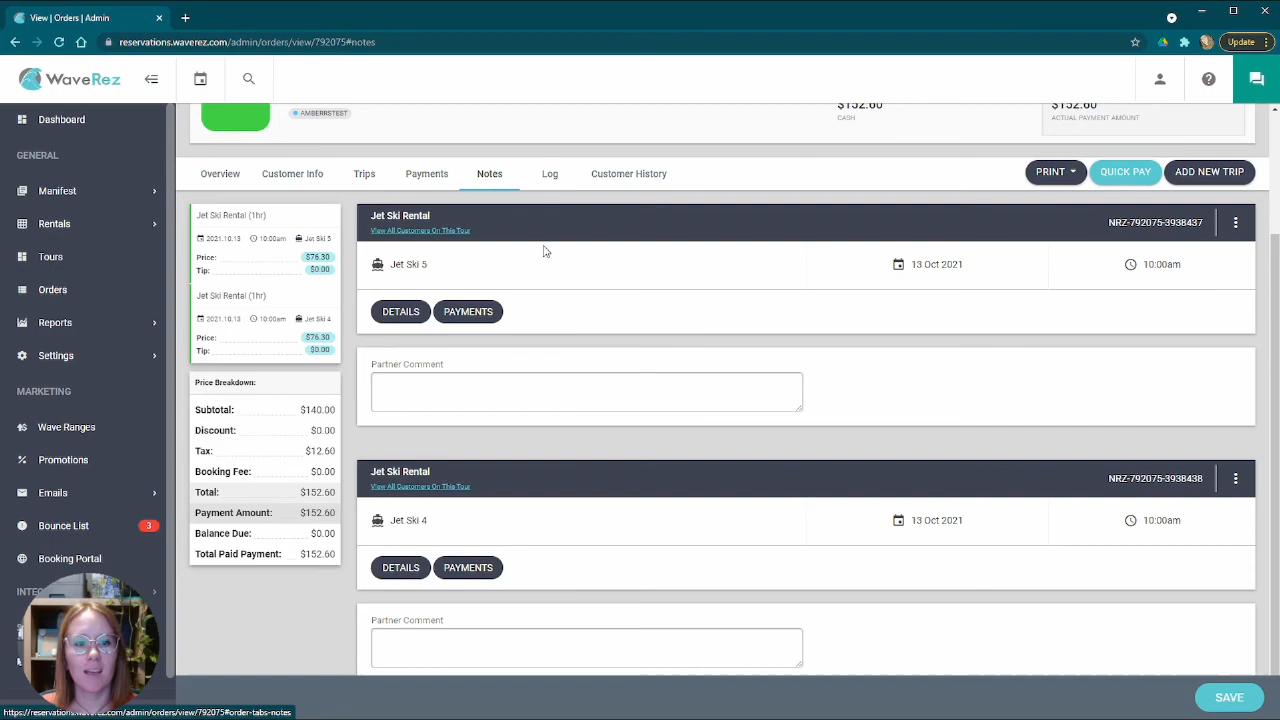 View | Orders | Admin
reservations.waverez.com/admin/orders/view/792075#notes
Update
WaveRez
Dashboard
GENERAL
Manifest
Rentals
Tours
Orders
Reports
Settings
MARKETING
Wave Ranges
Promotions
Emails
Bounce List
3
Booking Portal
AMBERRSTEST
$152.60
CASH
$152.60
ACTUAL PAYMENT AMOUNT
Overview
Customer Info
Trips
Payments
Notes
Log
Customer History
PRINT
QUICK PAY
ADD NEW TRIP
Jet Ski Rental (1hr)
2021.10.13 10:00am Jet Ski 5
Price: $76.30
Tip: $0.00
Jet Ski Rental (1hr)
2021.10.13 10:00am Jet Ski 4
Price: $76.30
Tip: $0.00
Price Breakdown:
Subtotal: $140.00
Discount: $0.00
Tax: $12.60
Booking Fee: $0.00
Total: $152.60
Payment Amount: $152.60
Balance Due: $0.00
Total Paid Payment: $152.60
Jet Ski Rental
View All Customers On This Tour
NRZ-792075-3938437
Jet Ski 5
13 Oct 2021
10:00am
DETAILS
PAYMENTS
Partner Comment
Jet Ski Rental
View All Customers On This Tour
NRZ-792075-3938438
Jet Ski 4
13 Oct 2021
10:00am
DETAILS
PAYMENTS
Partner Comment
SAVE
https://reservations.waverez.com/admin/orders/view/792075#order-tabs-notes